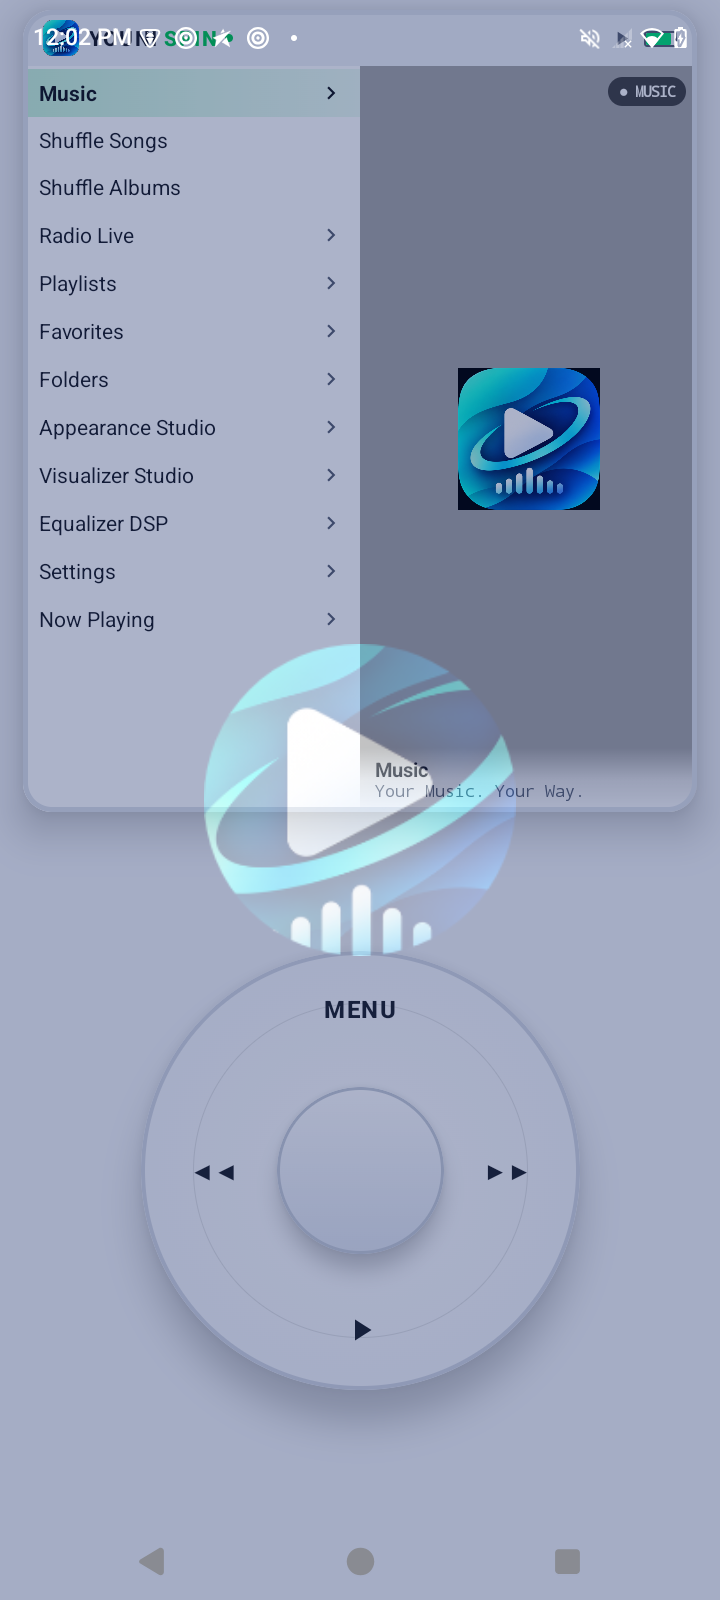 12:02 PM
MUSIC
Music
Shuffle Songs
Shuffle Albums
Radio Live
Playlists
Favorites
Folders
Appearance Studio
Visualizer Studio
Equalizer DSP
Settings
Now Playing
Music
Your Music. Your Way.
MENU